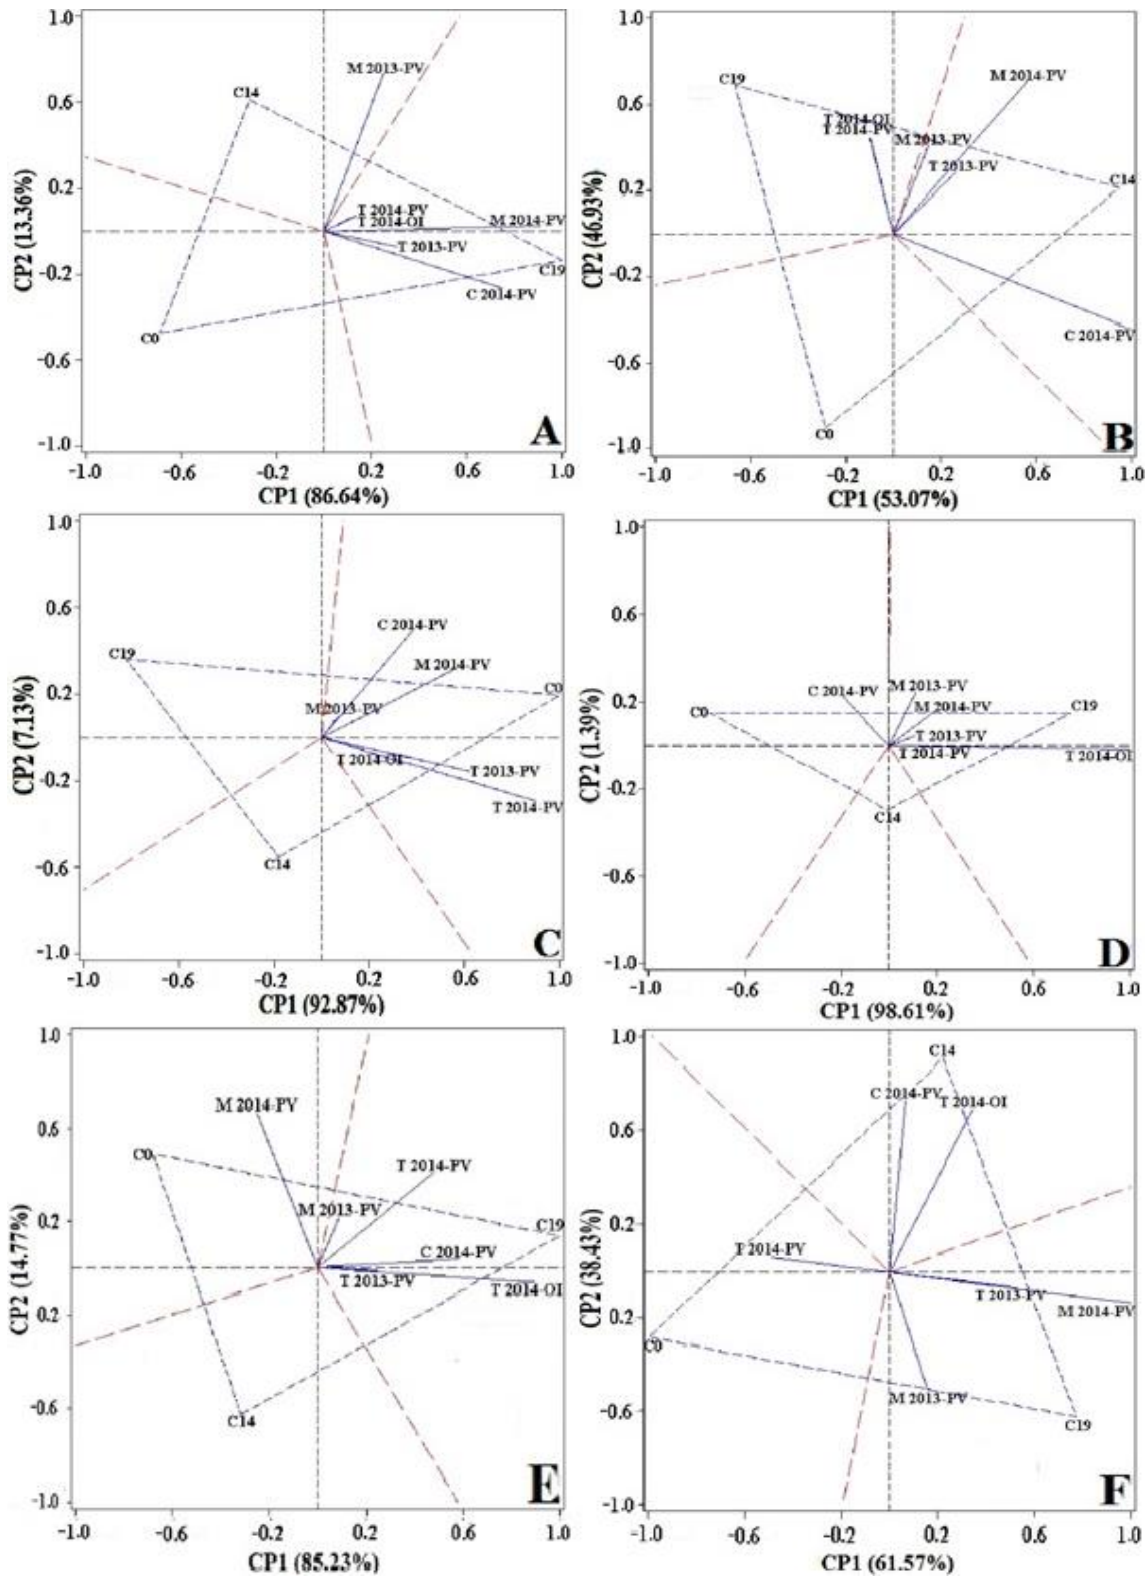 1.0
M 2013-PV
C14
0.6
0.2
T 2014-PV
T 2014-OI
M 2014-PV
T 2013-PV
C19
C 2014-PV
-0.2
C0
-0.6
-1.0
CP2 (13.36%)
A
-1.0 -0.6 -0.2 0.2 0.6 1.0
CP1 (86.64%)
1.0
C19
M 2014-PV
0.6
T 2014-OI
T 2014-PV
M 2013-PV
T 2013-PV
C14
0.2
-0.2
C 2014-PV
-0.6
C0
-1.0
CP2 (46.93%)
B
-1.0 -0.6 -0.2 0.2 0.6 1.0
CP1 (53.07%)
1.0
0.6
C 2014-PV
C19
M 2014-PV
C0
0.2
M 2013-PV
T 2014-OI
T 2013-PV
-0.2
T 2014-PV
C14
-0.6
-1.0
CP2 (7.13%)
C
-1.0 -0.6 -0.2 0.2 0.6 1.0
CP1 (92.87%)
1.0
0.6
C 2014-PV
M 2013-PV
0.2
C0
M 2014-PV
C19
T 2013-PV
T 2014-PV
T 2014-OI
-0.2
C14
-0.6
-1.0
CP2 (1.39%)
D
-1.0 -0.6 -0.2 0.2 0.6 1.0
CP1 (98.61%)
1.0
M 2014-PV
0.6
C0
T 2014-PV
M 2013-PV
C19
0.2
C 2014-PV
T 2013-PV
T 2014-OI
-0.2
-0.6
C14
-1.0
CP2 (14.77%)
E
-1.0 -0.6 -0.2 0.2 0.6 1.0
CP1 (85.23%)
1.0
C14
C 2014-PV
T 2014-OI
0.6
0.2
T 2014-PV
T 2013-PV
M 2014-PV
0.2
C0
M 2013-PV
-0.6
C19
-1.0
CP2 (38.43%)
F
-1.0 -0.6 -0.2 0.2 0.6 1.0
CP1 (61.57%)